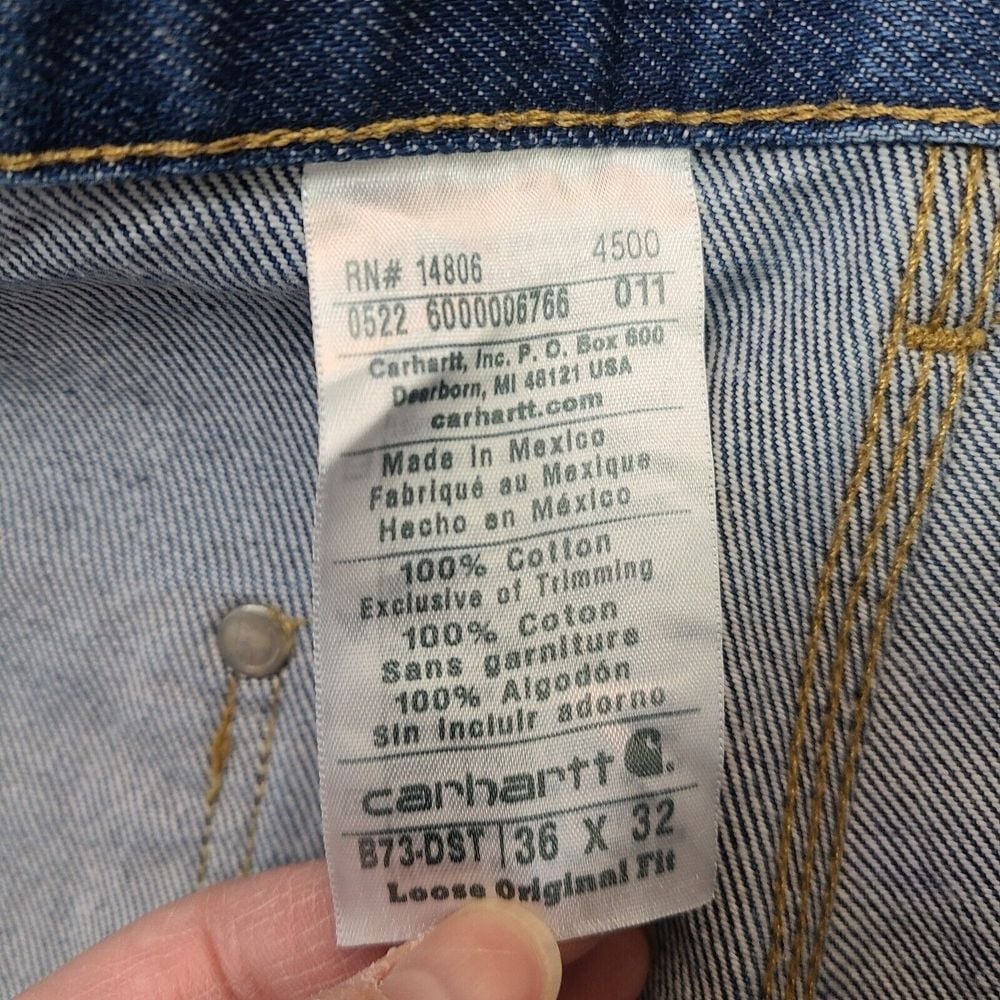 RN# 14806 4500
0522 6000006766 011
Carhartt, Inc. P. O. Box 600
Dearborn, MI 48121 USA
carhartt.com
Made in Mexico
Fabriqué au Mexique
Hecho en México
100% Cotton
Exclusive of Trimming
100% Coton
Sans garniture
100% Algodón
Sin incluir adorno
carhartt
B73-DST | 36 X 32
Loose Original Fit